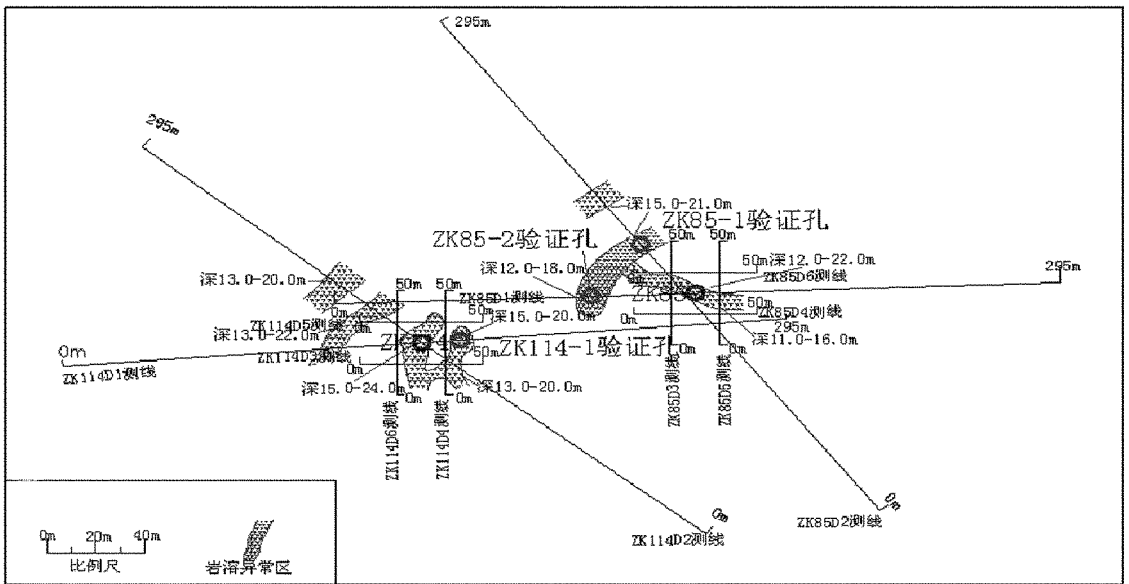 295m
295m
深15.0-21.0m
ZK85-1验证孔
ZK85-2验证孔
50m
50m
深12.0-18.0m
50m
深12.0-22.0m
ZK85D6测线
295m
深13.0-20.0m
50m
50m
ZK85D1测线
ZK85
50m
ZK85D4测线
0m
50m
0m
295m
ZK114D5测线
深15.0-20.0m
深13.0-22.0m
深11.0-16.0m
0m
ZK114D3测线
ZK114-1验证孔
50m
0m
0m
0m
ZK114D1测线
深15.0-24.0m
深13.0-20.0m
0m
0m
ZK114D6测线
ZK114D4测线
ZK85D3测线
ZK85D5测线
0m
ZK85D2测线
0m
ZK114D2测线
0m 20m 40m
比例尺
岩溶异常区